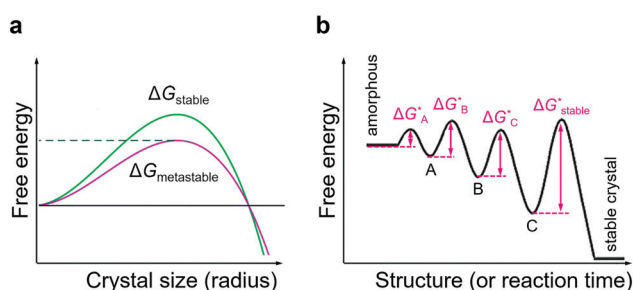 a
Free energy
ΔG_stable
ΔG_metastable
Crystal size (radius)
b
Free energy
amorphous
ΔG*_A
ΔG*_B
ΔG*_C
ΔG*_stable
A
B
C
stable crystal
Structure (or reaction time)